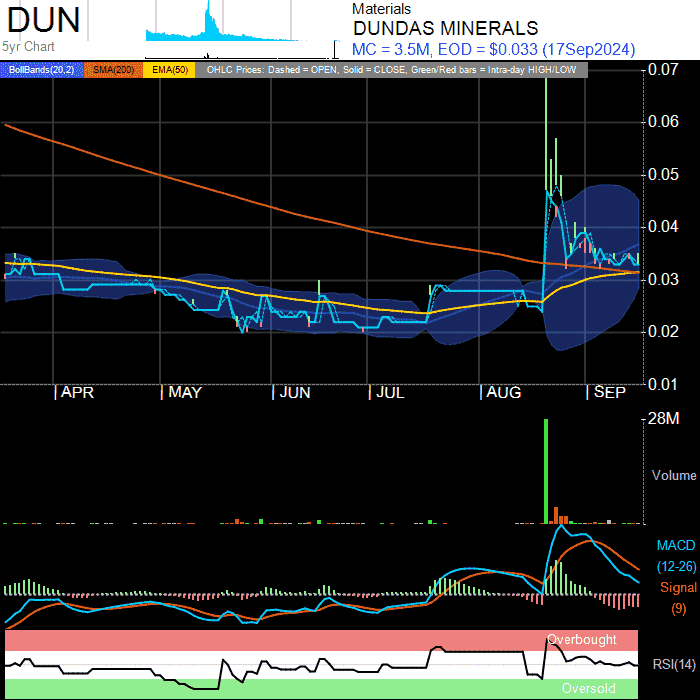 DUN
5yr Chart
Materials
DUNDAS MINERALS
MC = 3.5M, EOD = $0.033 (17Sep2024)
BollBands(20,2) SMA(200) EMA(50) OHLC Prices: Dashed = OPEN, Solid = CLOSE, Green/Red bars = Intra-day HIGH/LOW
0.07
0.06
0.05
0.04
0.03
0.02
0.01
APR MAY JUN JUL AUG SEP
28M
Volume
MACD
(12-26)
Signal
(9)
Overbought
RSI(14)
Oversold